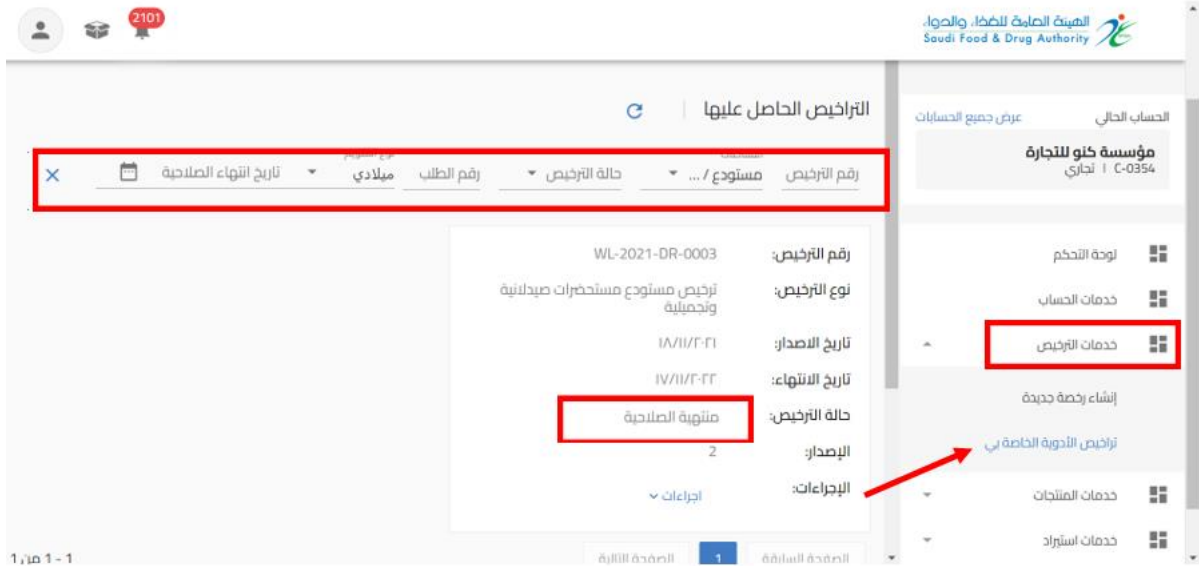 2101
الهيئة العامة للغذاء والدواء
Saudi Food & Drug Authority
الحساب الحالي
عرض جميع الحسابات
مؤسسة كنو للتجارة
C-0354 | تجاري
لوحة التحكم
خدمات الحساب
خدمات الترخيص
إنشاء رخصة جديدة
تراخيص الأدوية الخاصة بي
خدمات المنتجات
خدمات استيراد
التراخيص الحاصل عليها
رقم الترخيص
مستودع / ...
حالة الترخيص
رقم الطلب
ميلادي
تاريخ انتهاء الصلاحية
رقم الترخيص: WL-2021-DR-0003
نوع الترخيص: ترخيص مستودع مستحضرات صيدلانية
وتجميلية
تاريخ الاصدار: ١٨/١١/٢٠٢١
تاريخ الانتهاء: ١٧/١١/٢٠٢٢
حالة الترخيص: منتهية الصلاحية
الإصدار: 2
الإجراءات: اجراءات
الصفحة السابقة 1 الصفحة التالية
1 - 1 من 1